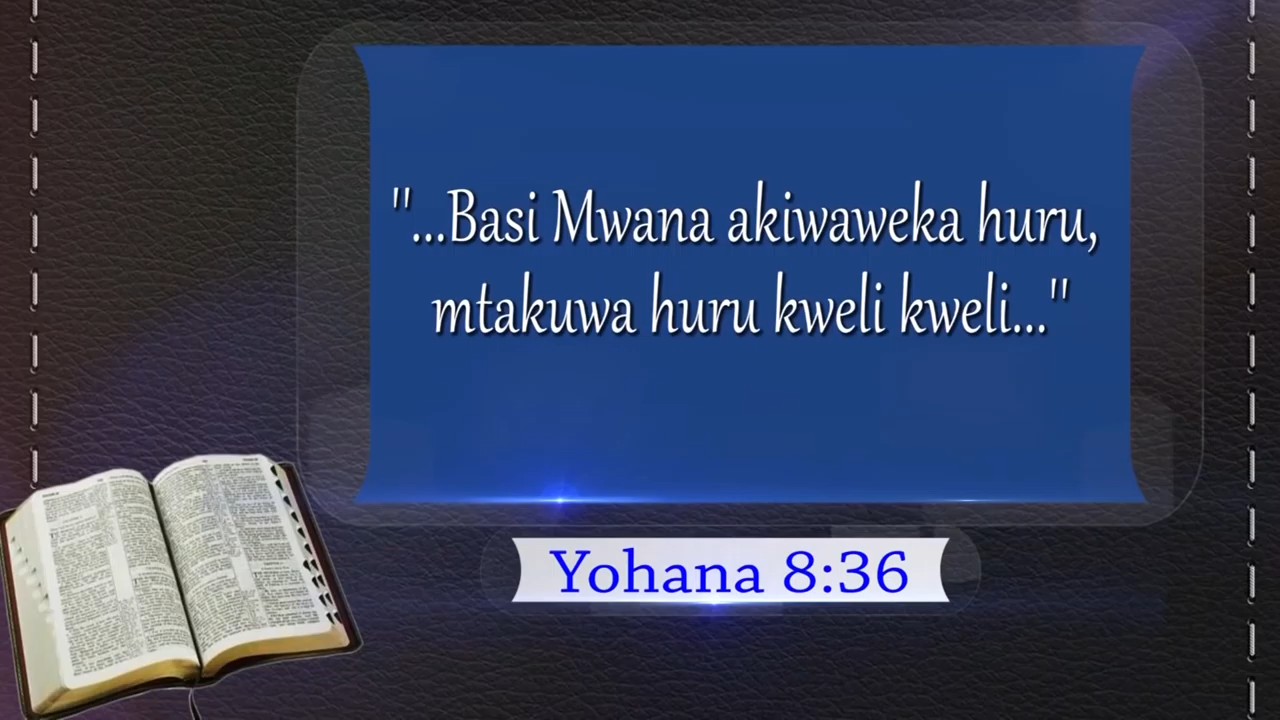 "...Basi Mwana akiwaweka huru,
mtakuwa huru kweli kweli..."
Yohana 8:36